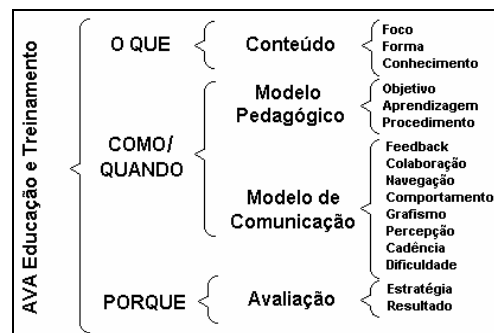 AVA Educação e Treinamento
O QUE
Conteúdo
Foco
Forma
Conhecimento
COMO/
QUANDO
Modelo
Pedagógico
Objetivo
Aprendizagem
Procedimento
Modelo de
Comunicação
Feedback
Colaboração
Navegação
Comportamento
Grafismo
Percepção
Cadência
Dificuldade
PORQUE
Avaliação
Estratégia
Resultado